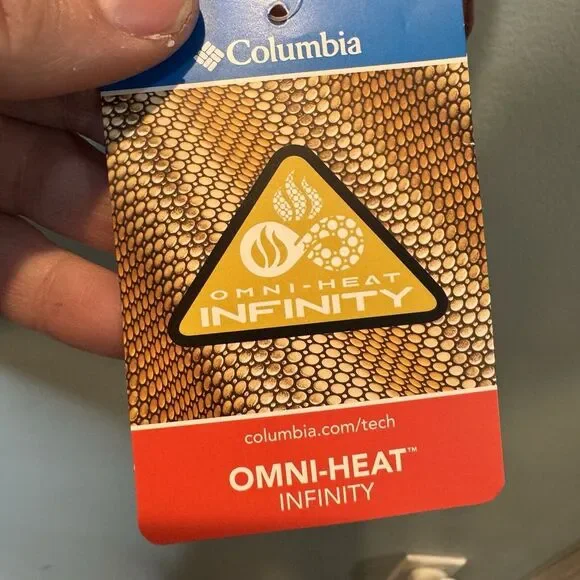 Columbia
OMNI-HEAT
INFINITY
columbia.com/tech
OMNI-HEAT™
INFINITY